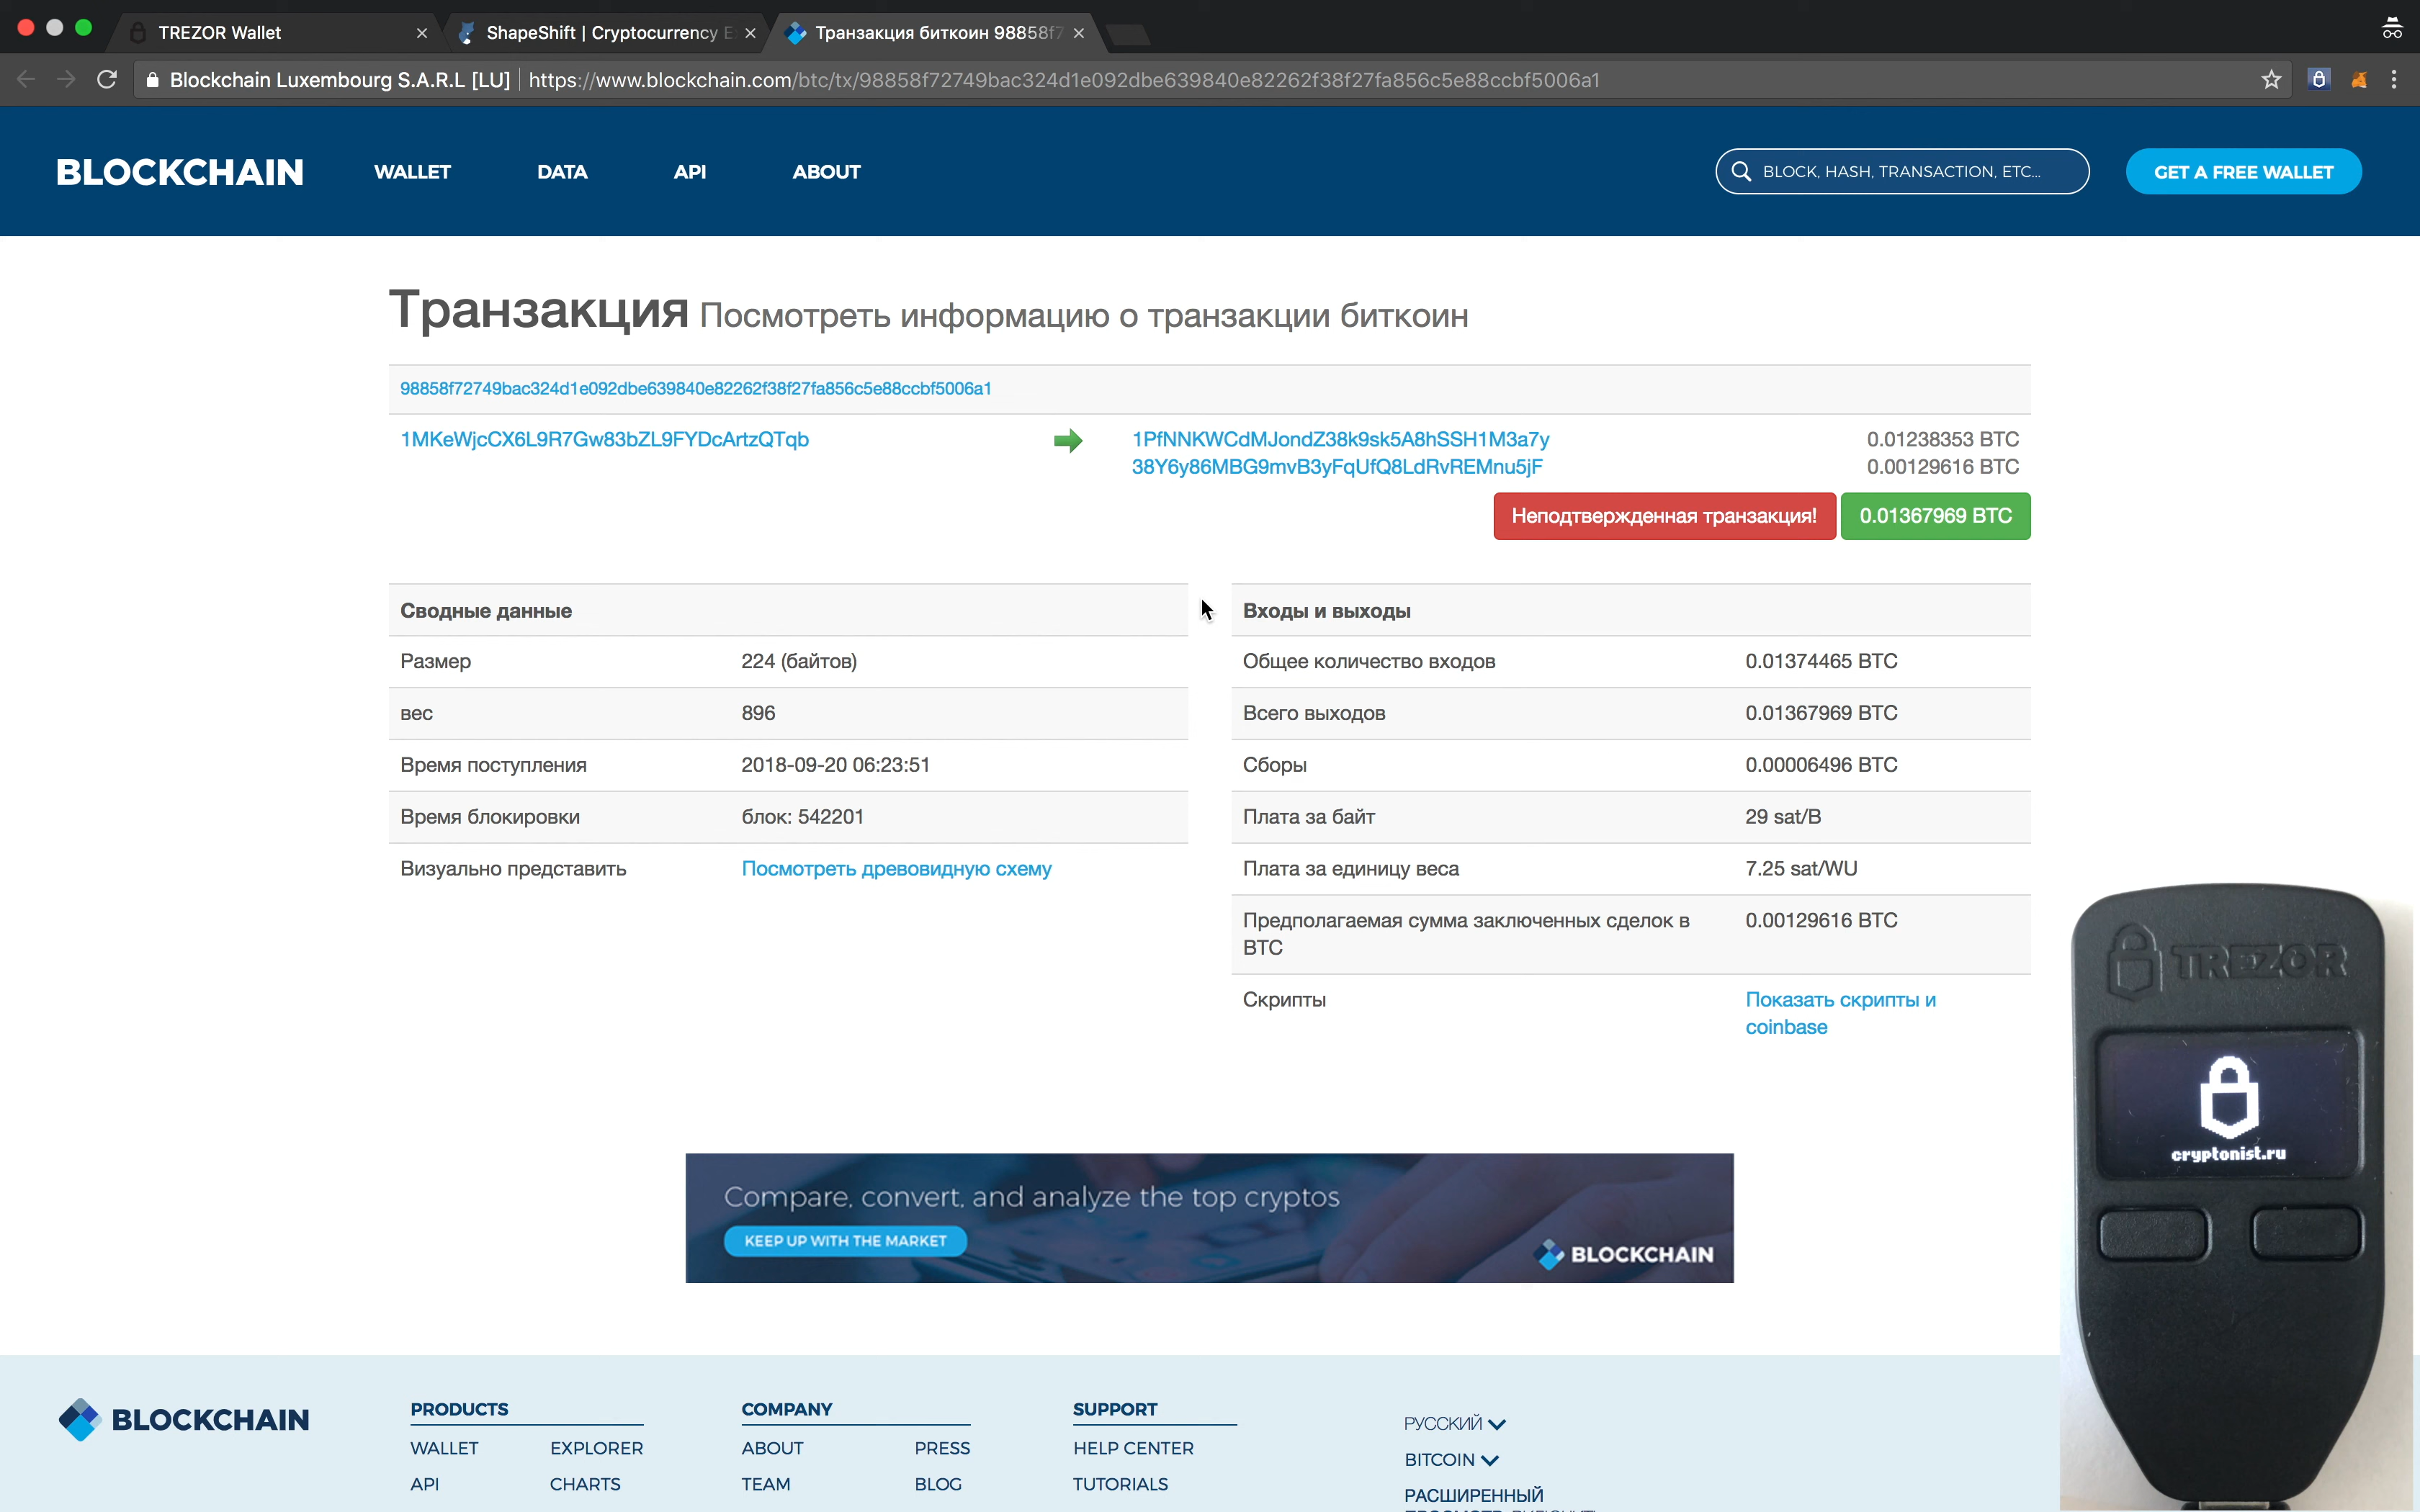 TREZOR Wallet
ShapeShift | Cryptocurrency E
Транзакция биткоин 98858f7
Blockchain Luxembourg S.A.R.L [LU]
https://www.blockchain.com/btc/tx/98858f72749bac324d1e092dbe639840e82262f38f27fa856c5e88ccbf5006a1
BLOCKCHAIN
WALLET
DATA
API
ABOUT
BLOCK, HASH, TRANSACTION, ETC...
GET A FREE WALLET
Транзакция Посмотреть информацию о транзакции биткоин
98858f72749bac324d1e092dbe639840e82262f38f27fa856c5e88ccbf5006a1
1MKeWjcCX6L9R7Gw83bZL9FYDcArtzQTqb
1PfNNKWCdMJondZ38k9sk5A8hSSH1M3a7y 0.01238353 BTC
38Y6y86MBG9mvB3yFqUfQ8LdRvREMnu5jF 0.00129616 BTC
Неподтвержденная транзакция! 0.01367969 BTC
Сводные данные
Размер 224 (байтов)
вес 896
Время поступления 2018-09-20 06:23:51
Время блокировки блок: 542201
Визуально представить Посмотреть древовидную схему
Входы и выходы
Общее количество входов 0.01374465 BTC
Всего выходов 0.01367969 BTC
Сборы 0.00006496 BTC
Плата за байт 29 sat/B
Плата за единицу веса 7.25 sat/WU
Предполагаемая сумма заключенных сделок в 0.00129616 BTC
BTC
Скрипты Показать скрипты и
coinbase
TREZOR
cryptonist.ru
Compare, convert, and analyze the top cryptos
KEEP UP WITH THE MARKET
BLOCKCHAIN
BLOCKCHAIN
PRODUCTS
WALLET EXPLORER
API CHARTS
COMPANY
ABOUT PRESS
TEAM BLOG
SUPPORT
HELP CENTER
TUTORIALS
РУССКИЙ
BITCOIN
РАСШИРЕННЫЙ